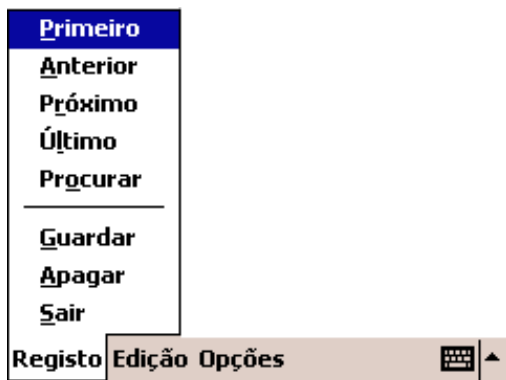 Primeiro
Anterior
Próximo
Último
Procurar
Guardar
Apagar
Sair
Registo Edição Opções